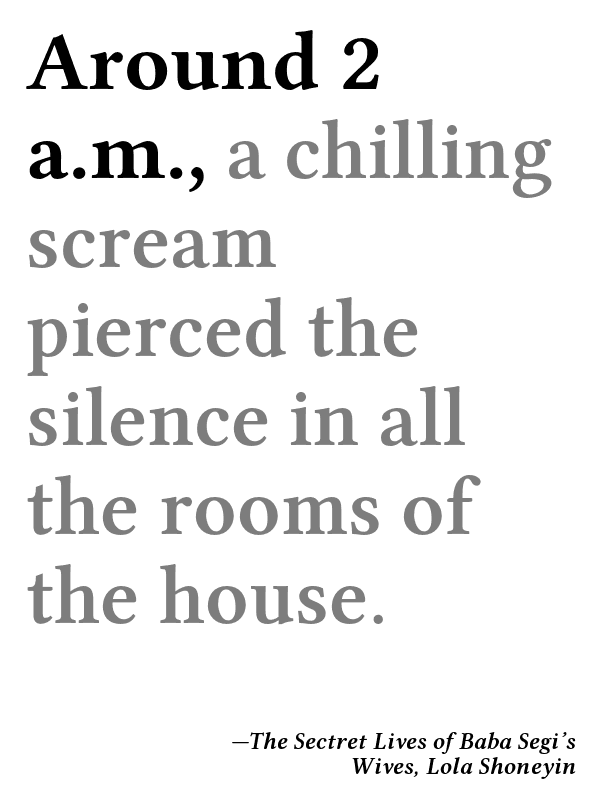 Around 2
a.m., a chilling
scream
pierced the
silence in all
the rooms of
the house.
—The Sectret Lives of Baba Segi’s
Wives, Lola Shoneyin